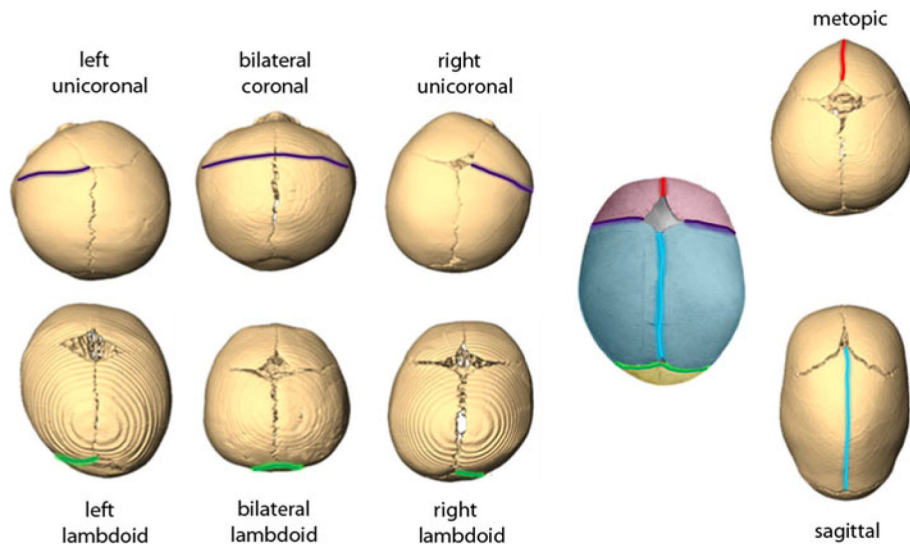 metopic
left
unicoronal
bilateral
coronal
right
unicoronal
left
lambdoid
bilateral
lambdoid
right
lambdoid
sagittal